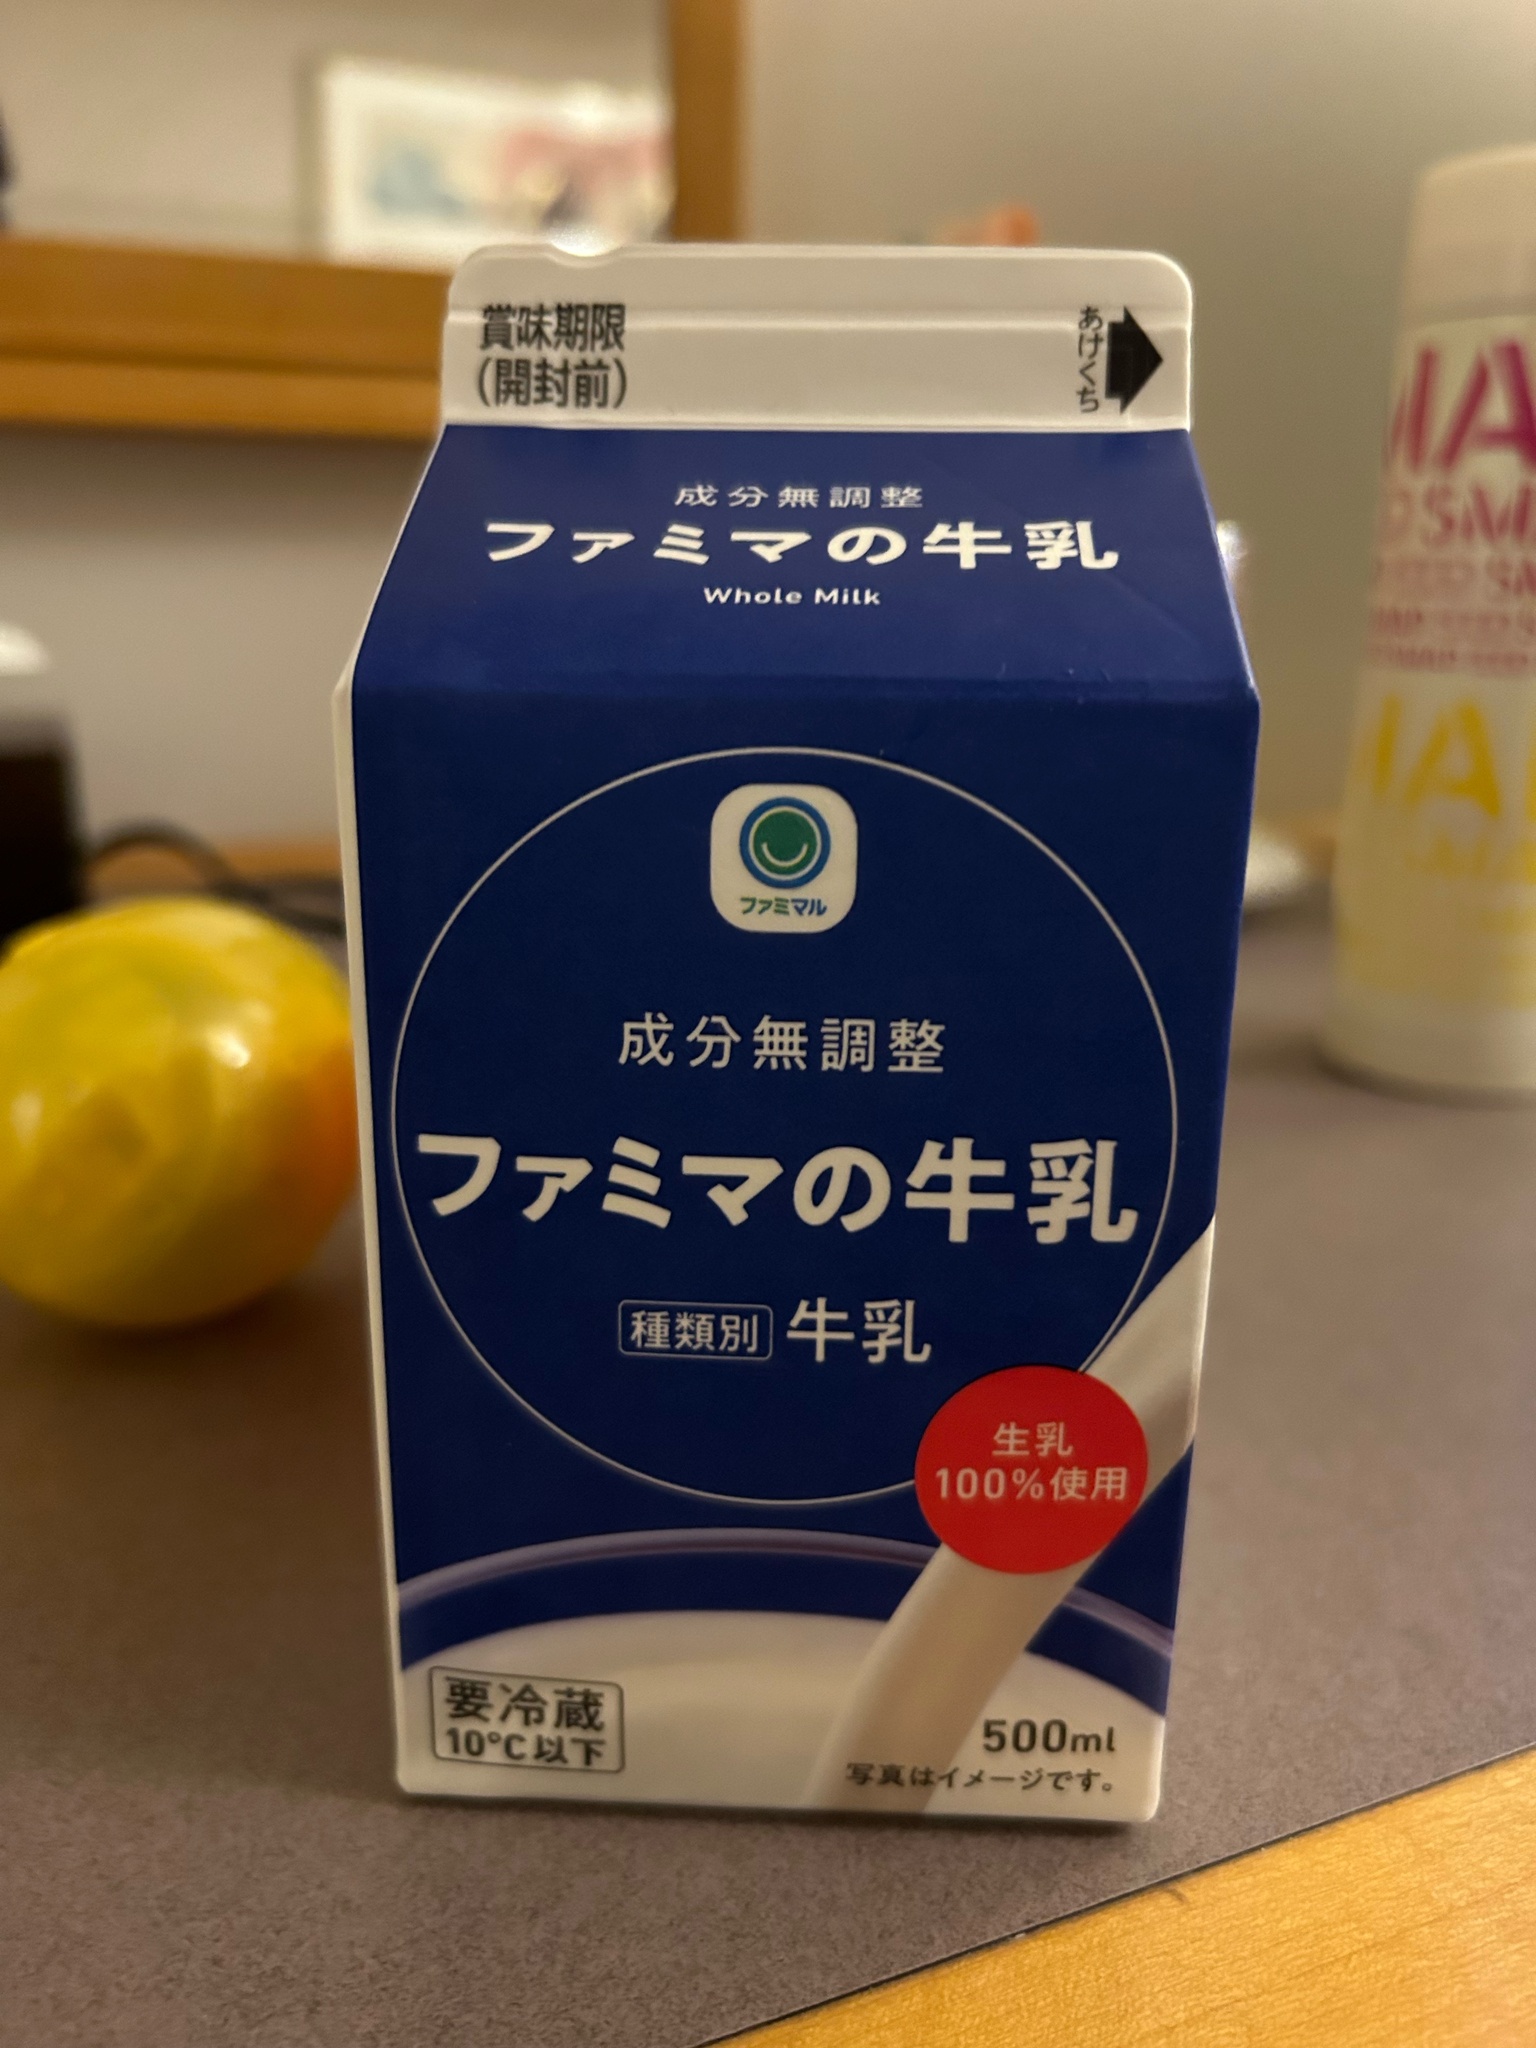 賞味期限
(開封前)
あけくち
成分無調整
ファミマの牛乳
Whole Milk
ファミマル
成分無調整
ファミマの牛乳
種類別 牛乳
生乳
100%使用
要冷蔵
10°C以下
500ml
写真はイメージです。